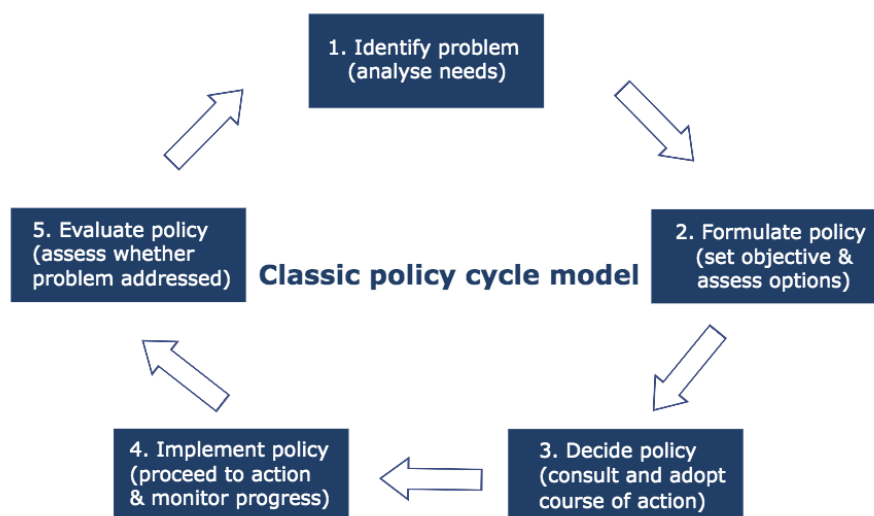 1. Identify problem
(analyse needs)
2. Formulate policy
(set objective &
assess options)
3. Decide policy
(consult and adopt
course of action)
4. Implement policy
(proceed to action
& monitor progress)
5. Evaluate policy
(assess whether
problem addressed)
Classic policy cycle model